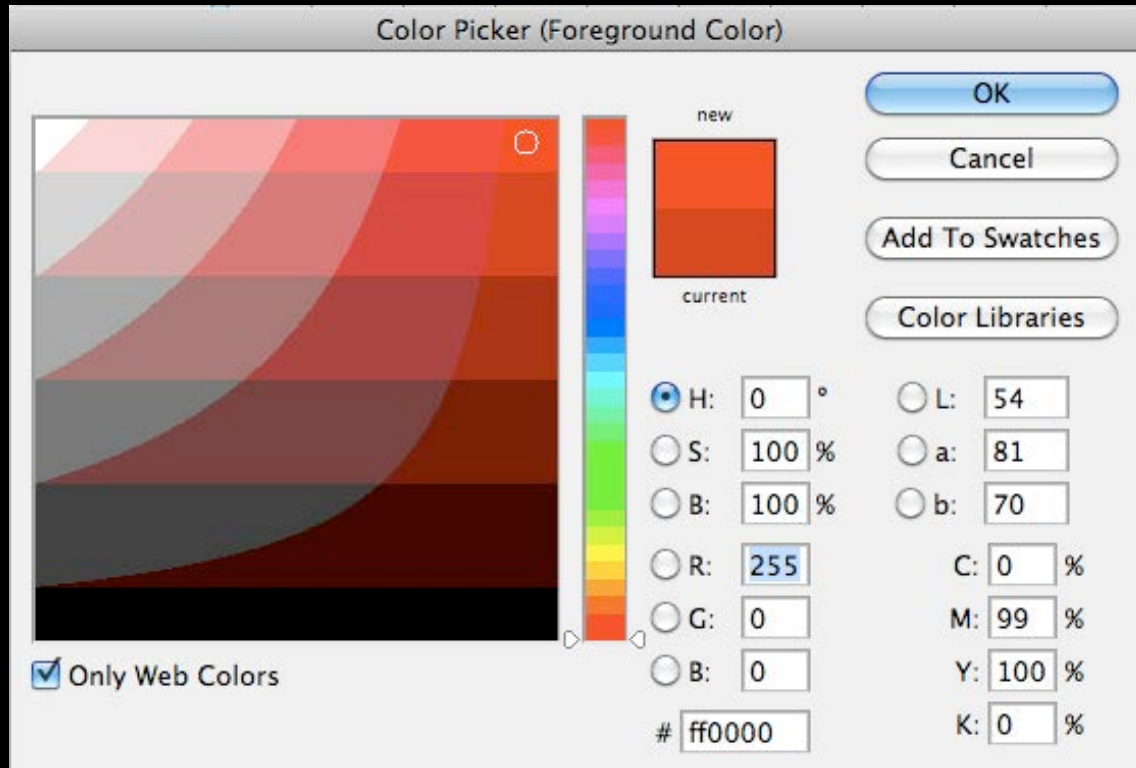 Color Picker (Foreground Color)
new
current
OK
Cancel
Add To Swatches
Color Libraries
Only Web Colors
H: 0 °
S: 100 %
B: 100 %
R: 255
G: 0
B: 0
# ff0000
L: 54
a: 81
b: 70
C: 0 %
M: 99 %
Y: 100 %
K: 0 %